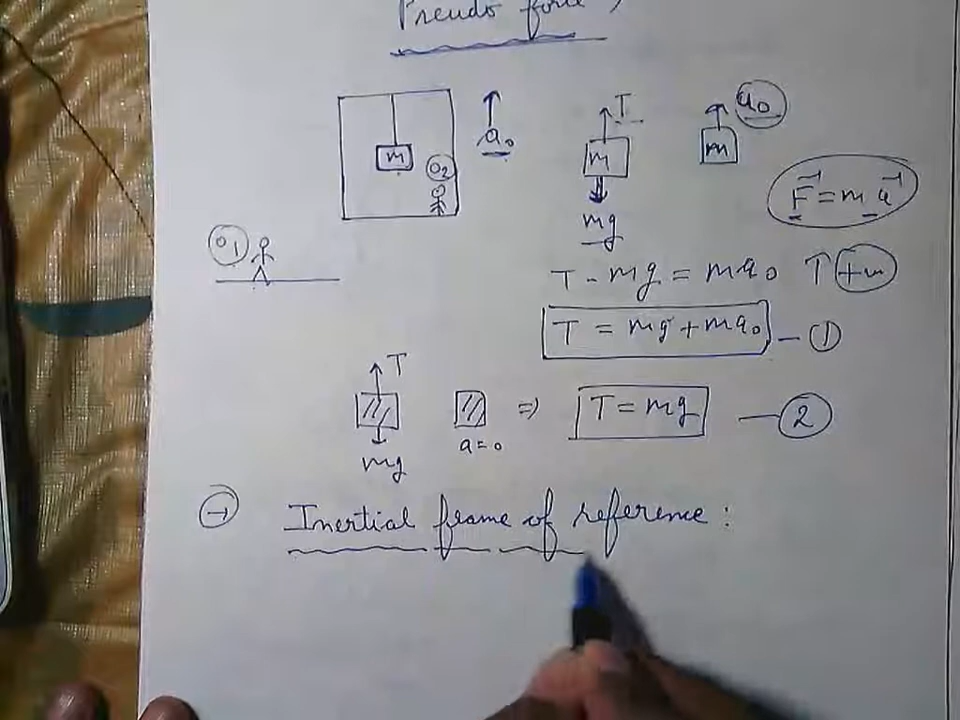 Pseudo force
m
O2
a₀
T
m
mg
a₀
m
F⃗ = m a⃗
O1
T - mg = ma₀ ↑ +ve
T = mg + ma₀ — ①
T
mg
a=0
⇒ T = mg — ②
Inertial frame of reference :